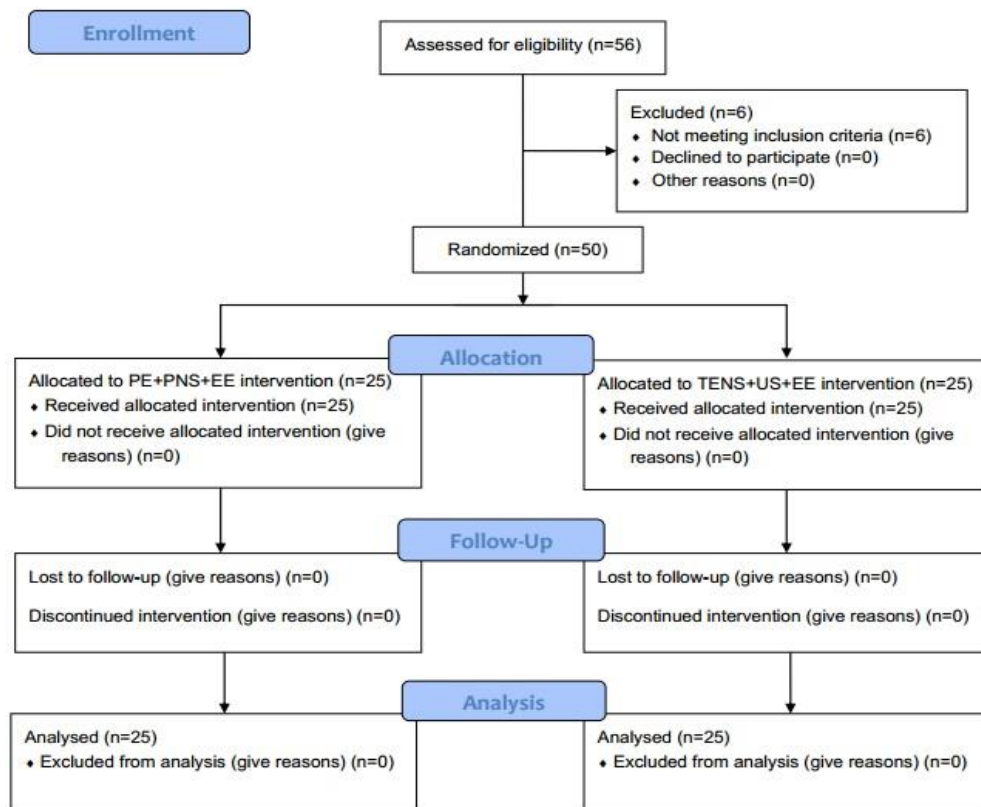 Enrollment
Assessed for eligibility (n=56)
Excluded (n=6)
♦ Not meeting inclusion criteria (n=6)
♦ Declined to participate (n=0)
♦ Other reasons (n=0)
Randomized (n=50)
Allocation
Allocated to PE+PNS+EE intervention (n=25)
♦ Received allocated intervention (n=25)
♦ Did not receive allocated intervention (give
reasons) (n=0)
Allocated to TENS+US+EE intervention (n=25)
♦ Received allocated intervention (n=25)
♦ Did not receive allocated intervention (give
reasons) (n=0)
Follow-Up
Lost to follow-up (give reasons) (n=0)
Discontinued intervention (give reasons) (n=0)
Lost to follow-up (give reasons) (n=0)
Discontinued intervention (give reasons) (n=0)
Analysis
Analysed (n=25)
♦ Excluded from analysis (give reasons) (n=0)
Analysed (n=25)
♦ Excluded from analysis (give reasons) (n=0)